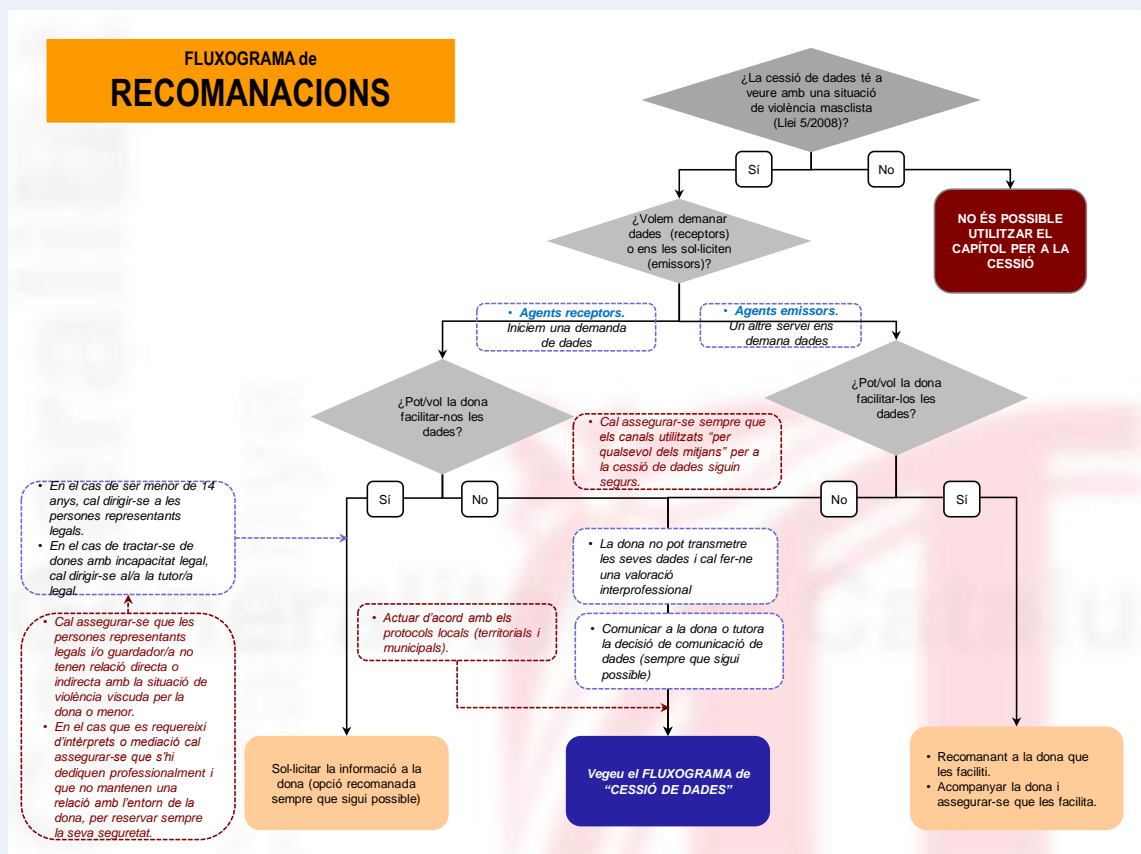 FLUXOGRAMA de
RECOMANACIONS
¿La cessió de dades té a
veure amb una situació
de violència masclista
(Llei 5/2008)?
Sí
No
NO ÉS POSSIBLE
UTILITZAR EL
CAPÍTOL PER A LA
CESSIÓ
¿Volem demanar
dades (receptors)
o ens les sol·liciten
(emissors)?
• Agents receptors.
Iniciem una demanda
de dades
• Agents emissors.
Un altre servei ens
demana dades
¿Pot/vol la dona
facilitar-nos les
dades?
¿Pot/vol la dona
facilitar-los les
dades?
• Cal assegurar-se sempre que
els canals utilitzats “per
qualsevol dels mitjans” per a
la cessió de dades siguin
segurs.
Sí
No
No
Sí
• En el cas de ser menor de 14
anys, cal dirigir-se a les
persones representants
legals.
• En el cas de tractar-se de
dones amb incapacitat legal,
cal dirigir-se al/a la tutor/a
legal.
• La dona no pot transmetre
les seves dades i cal fer-ne
una valoració
interprofessional
• Actuar d’acord amb els
protocols locals (territorials i
municipals).
• Comunicar a la dona o tutora
la decisió de comunicació de
dades (sempre que sigui
possible)
• Cal assegurar-se que les
persones representants
legals i/o guardador/a no
tenen relació directa o
indirecta amb la situació de
violència viscuda per la
dona o menor.
• En el cas que es requereixi
d’intèrprets o mediació cal
assegurar-se que s’hi
dediquen professionalment i
que no mantenen una
relació amb l’entorn de la
dona, per reservar sempre
la seva seguretat.
Sol·licitar la informació a la
dona (opció recomanada
sempre que sigui possible)
Vegeu el FLUXOGRAMA de
“CESSIÓ DE DADES”
• Recomanant a la dona que
les faciliti.
• Acompanyar la dona i
assegurar-se que les facilita.